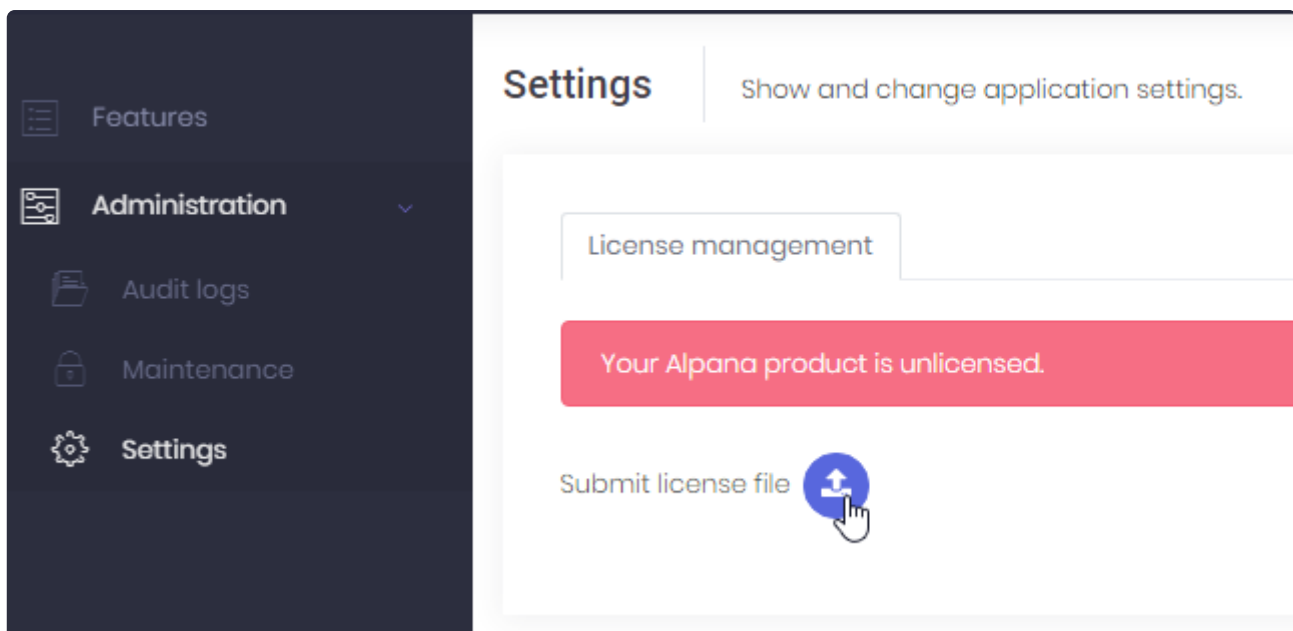 Features
Administration
Audit logs
Maintenance
Settings
Settings
Show and change application settings.
License management
Your Alpana product is unlicensed.
Submit license file